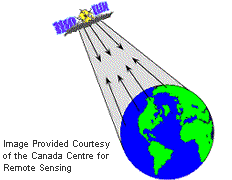 Image Provided Courtesy
of the Canada Centre for
Remote Sensing